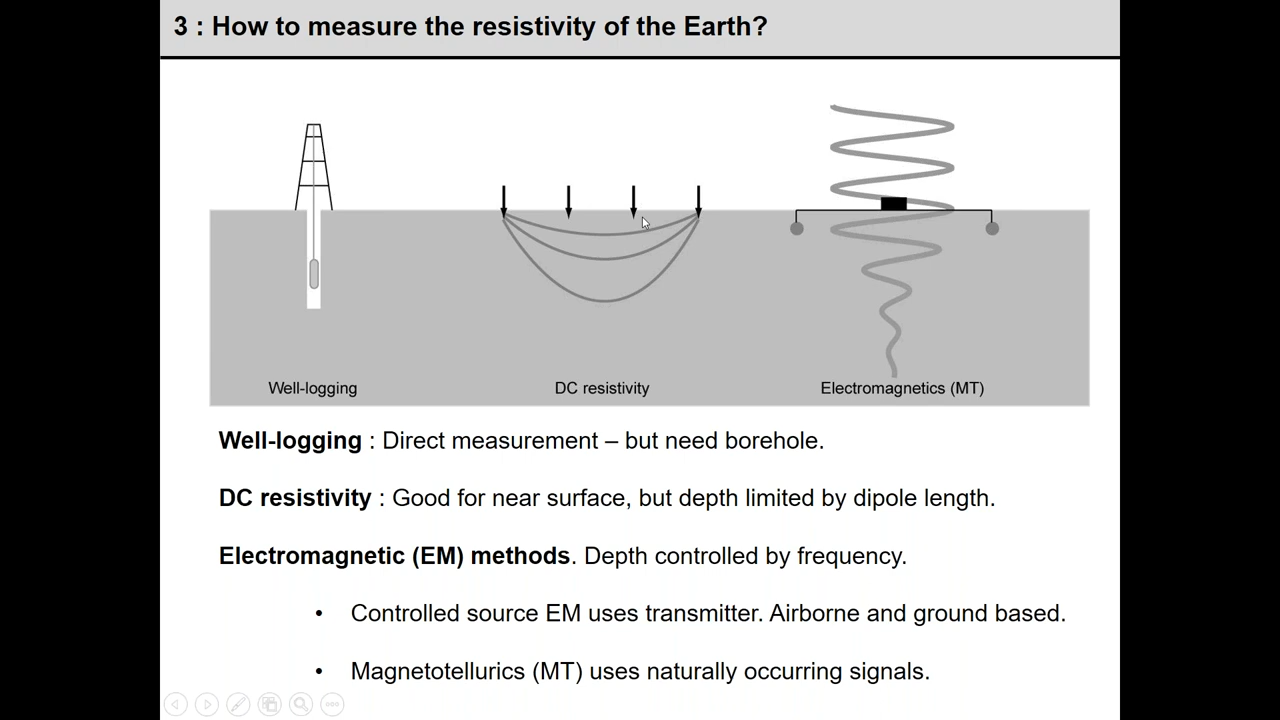 3 : How to measure the resistivity of the Earth?
Well-logging
DC resistivity
Electromagnetics (MT)
Well-logging : Direct measurement – but need borehole.
DC resistivity : Good for near surface, but depth limited by dipole length.
Electromagnetic (EM) methods. Depth controlled by frequency.
• Controlled source EM uses transmitter. Airborne and ground based.
• Magnetotellurics (MT) uses naturally occurring signals.